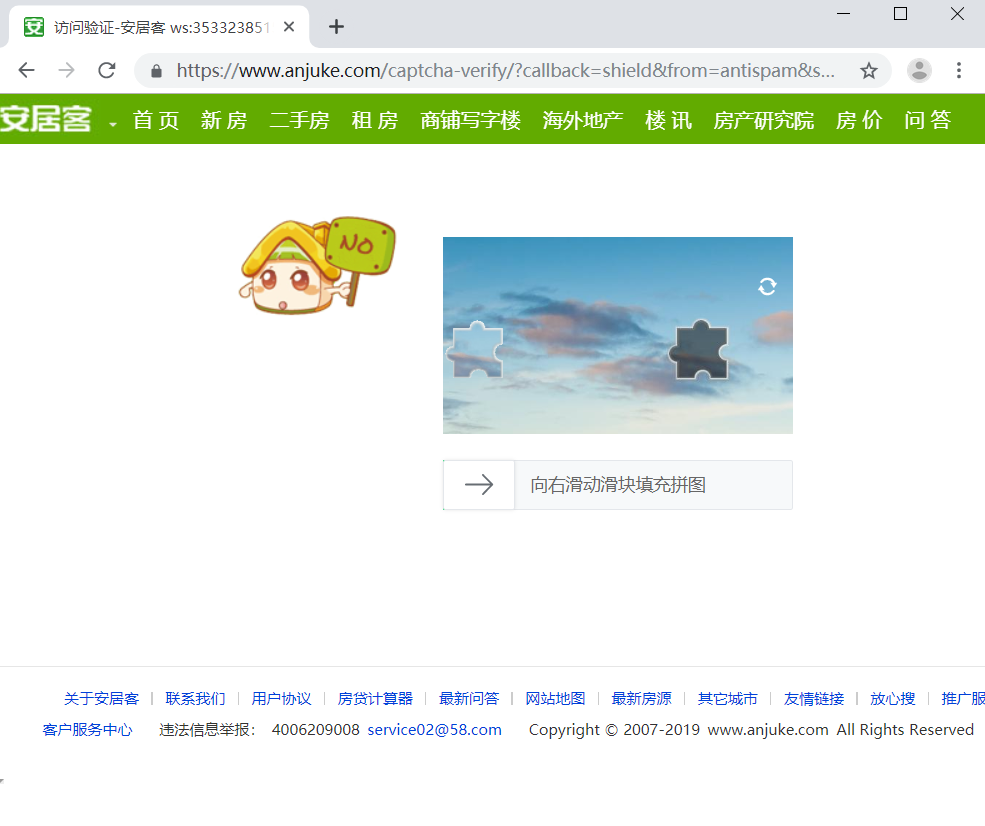 访问验证-安居客 ws:353323851
https://www.anjuke.com/captcha-verify/?callback=shield&from=antispam&s...
安居客 首 页 新 房 二手房 租 房 商铺写字楼 海外地产 楼 讯 房产研究院 房 价 问 答
NO
向右滑动滑块填充拼图
关于安居客 | 联系我们 | 用户协议 | 房贷计算器 | 最新问答 | 网站地图 | 最新房源 | 其它城市 | 友情链接 | 放心搜 | 推广服
客户服务中心 违法信息举报： 4006209008 service02@58.com Copyright © 2007-2019 www.anjuke.com All Rights Reserved